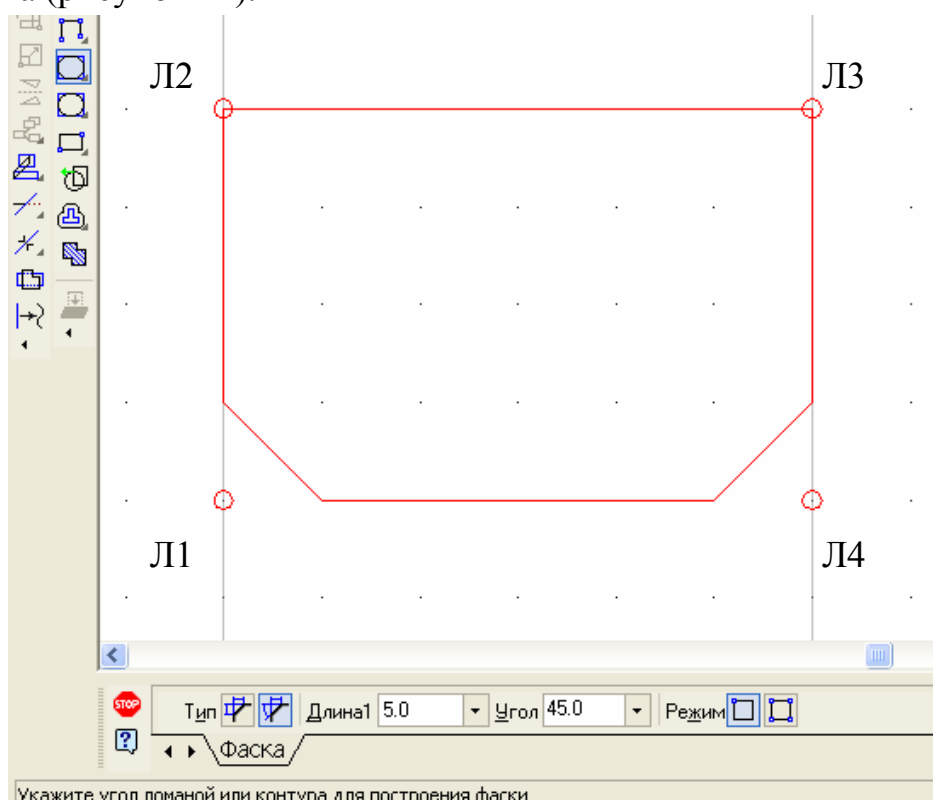 Л2 Л3
Л1 Л4
STOP Тип Длина1 5.0 Угол 45.0 Режим
? Фаска
Укажите угол ломаной или контура для построения фаски